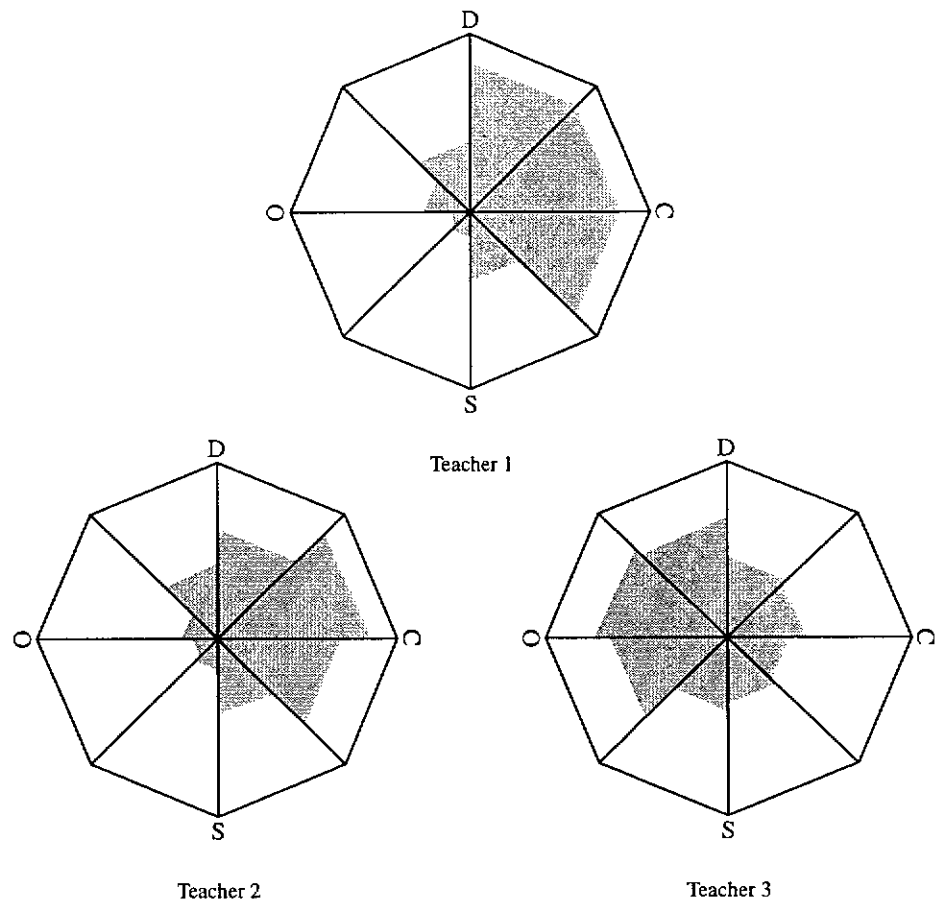 D
O C
S
Teacher 1
D D
O C O C
S S
Teacher 2 Teacher 3